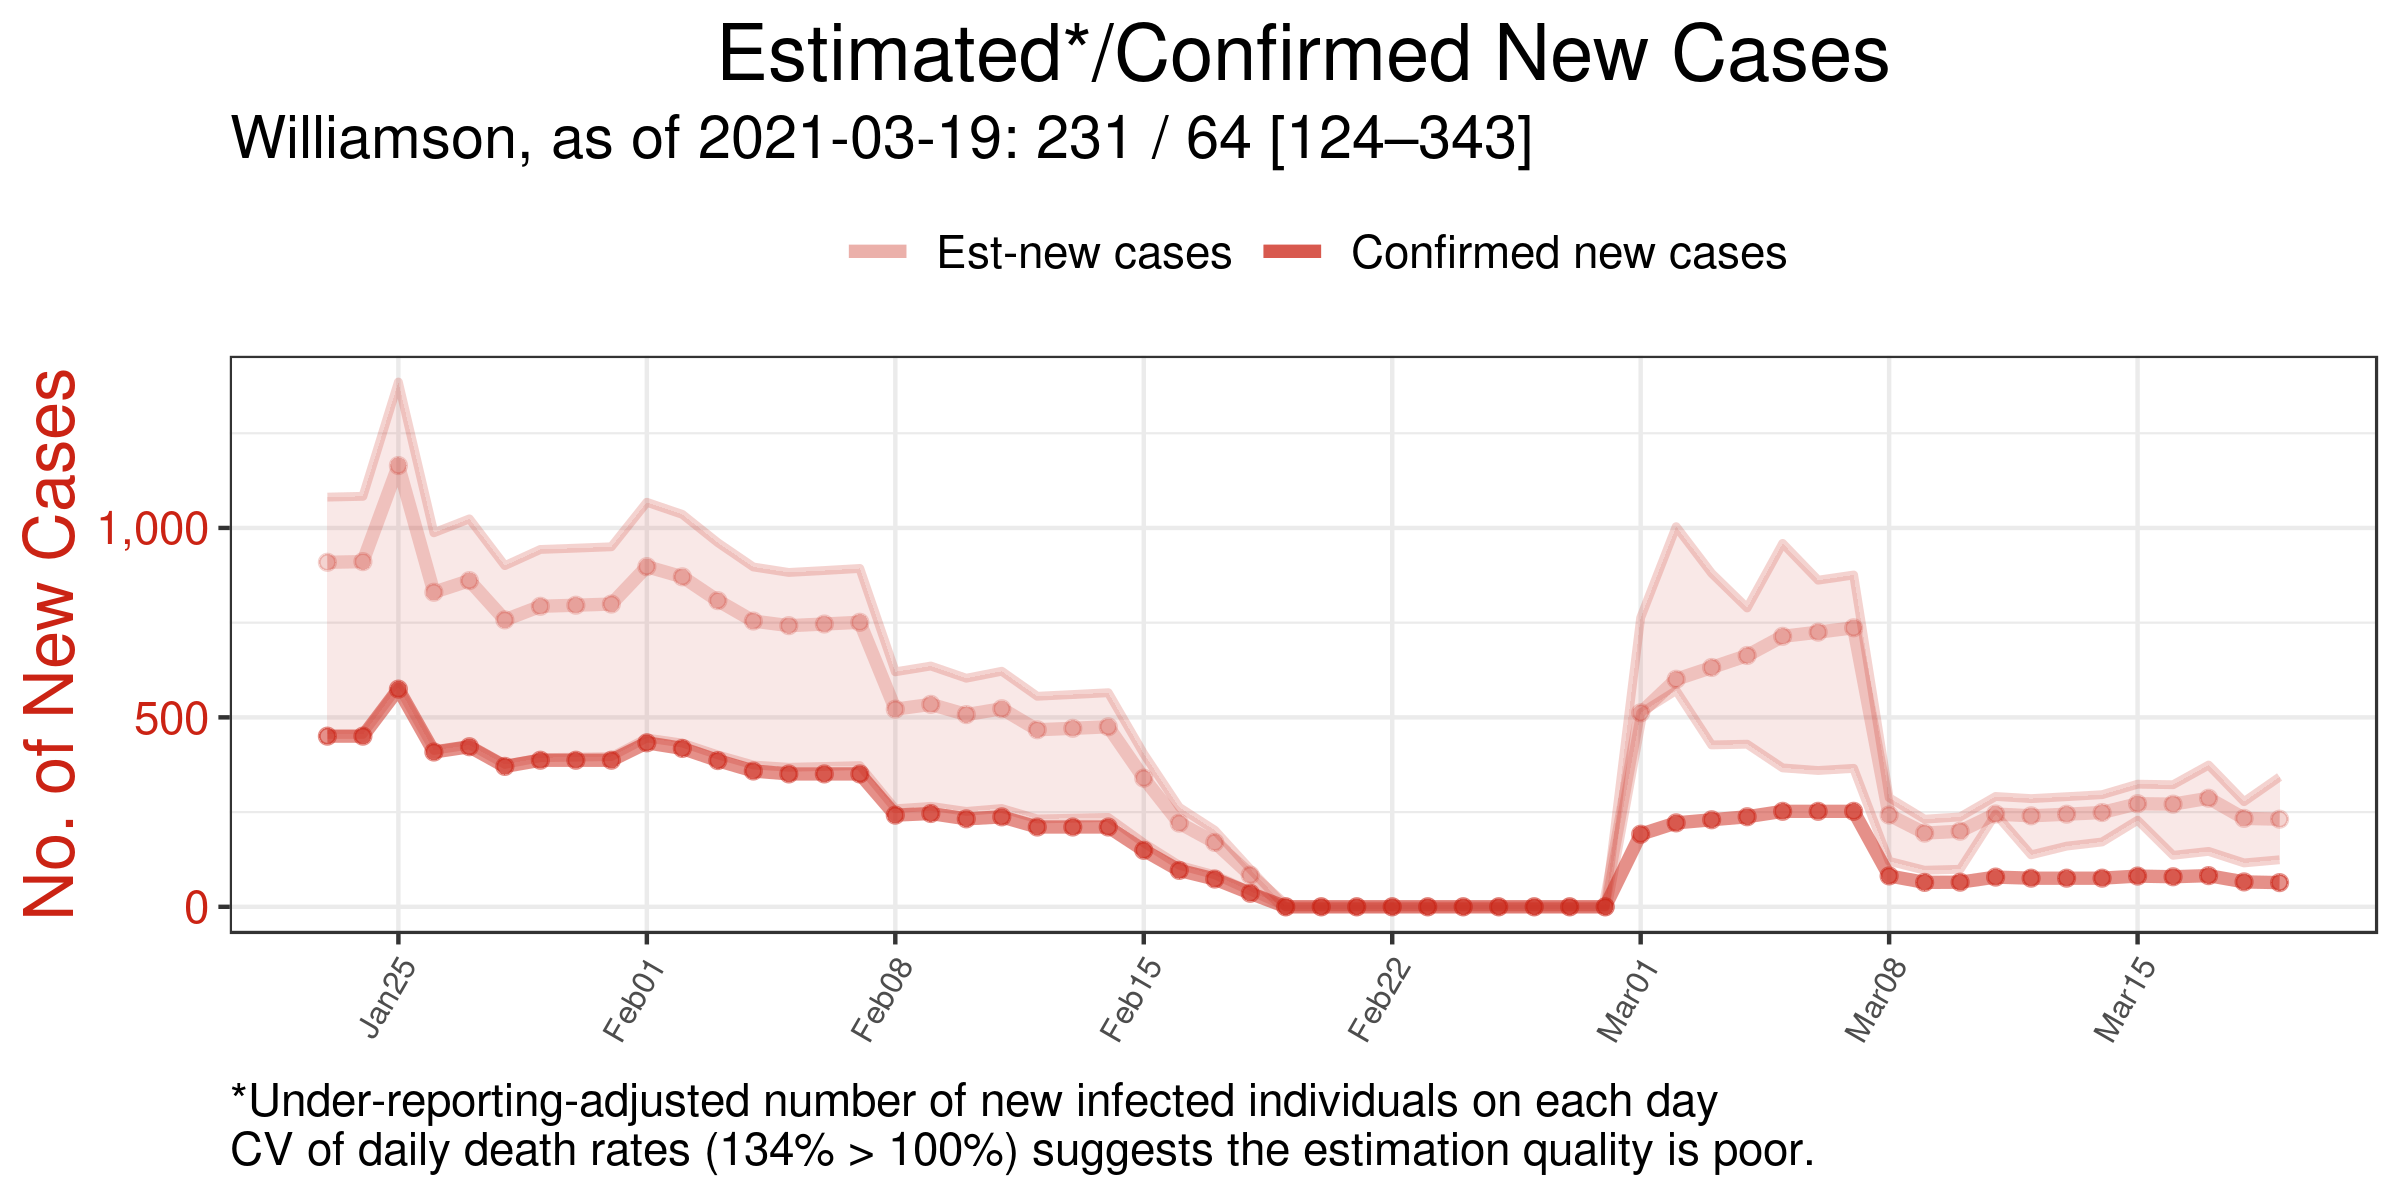 Estimated*/Confirmed New Cases
Williamson, as of 2021-03-19: 231 / 64 [124–343]
Est-new cases
Confirmed new cases
No. of New Cases
1,000
500
0
Jan25
Feb01
Feb08
Feb15
Feb22
Mar01
Mar08
Mar15
*Under-reporting-adjusted number of new infected individuals on each day
CV of daily death rates (134% > 100%) suggests the estimation quality is poor.